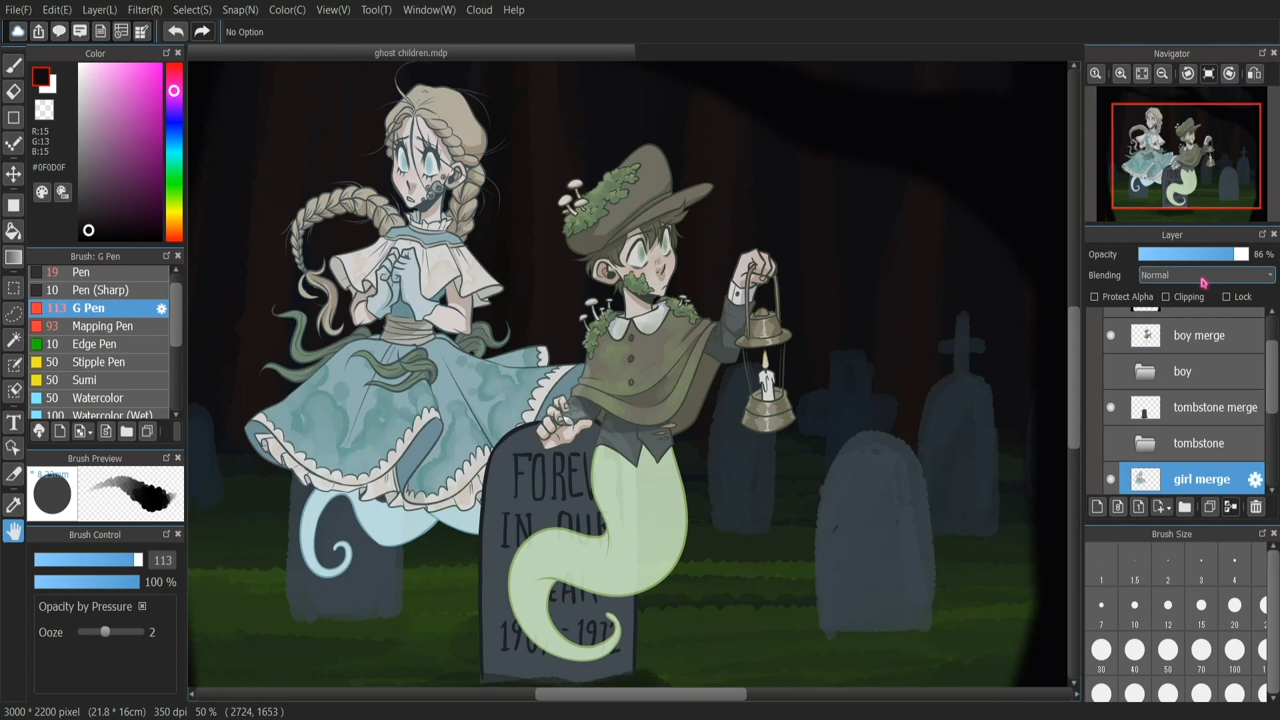 File(F) Edit(E) Layer(L) Filter(R) Select(S) Snap(N) Color(C) View(V) Tool(T) Window(W) Cloud Help
No Option
Color
ghost children.mdp
Navigator
R:15
G:13
B:15
#0F0D0F
Brush: G Pen
19 Pen
10 Pen (Sharp)
113 G Pen
93 Mapping Pen
10 Edge Pen
50 Stipple Pen
50 Sumi
50 Watercolor
100 Watercolor (Wet)
Brush Preview
Brush Control
113
100 %
Opacity by Pressure
Ooze 2
FOREV
IN OUR
Layer
Opacity 86 %
Blending Normal
Protect Alpha Clipping Lock
boy merge
boy
tombstone merge
tombstone
girl merge
Brush Size
1 1.5 2 3 4
7 10 12 15 20
30 40 50 70 100
3000 * 2200 pixel (21.8 * 16cm) 350 dpi 50 % ( 2724, 1653 )